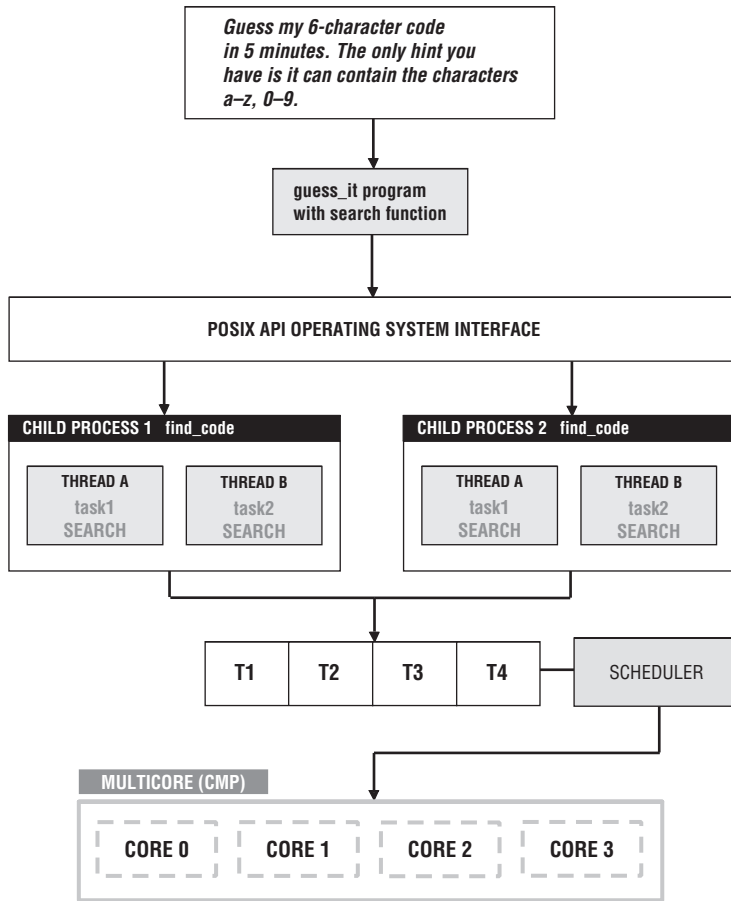 Guess my 6-character code
in 5 minutes. The only hint you
have is it can contain the characters
a–z, 0–9.
guess_it program
with search function
POSIX API OPERATING SYSTEM INTERFACE
CHILD PROCESS 1 find_code
THREAD A
task1
SEARCH
THREAD B
task2
SEARCH
CHILD PROCESS 2 find_code
THREAD A
task1
SEARCH
THREAD B
task2
SEARCH
T1 T2 T3 T4
SCHEDULER
MULTICORE (CMP)
CORE 0 CORE 1 CORE 2 CORE 3